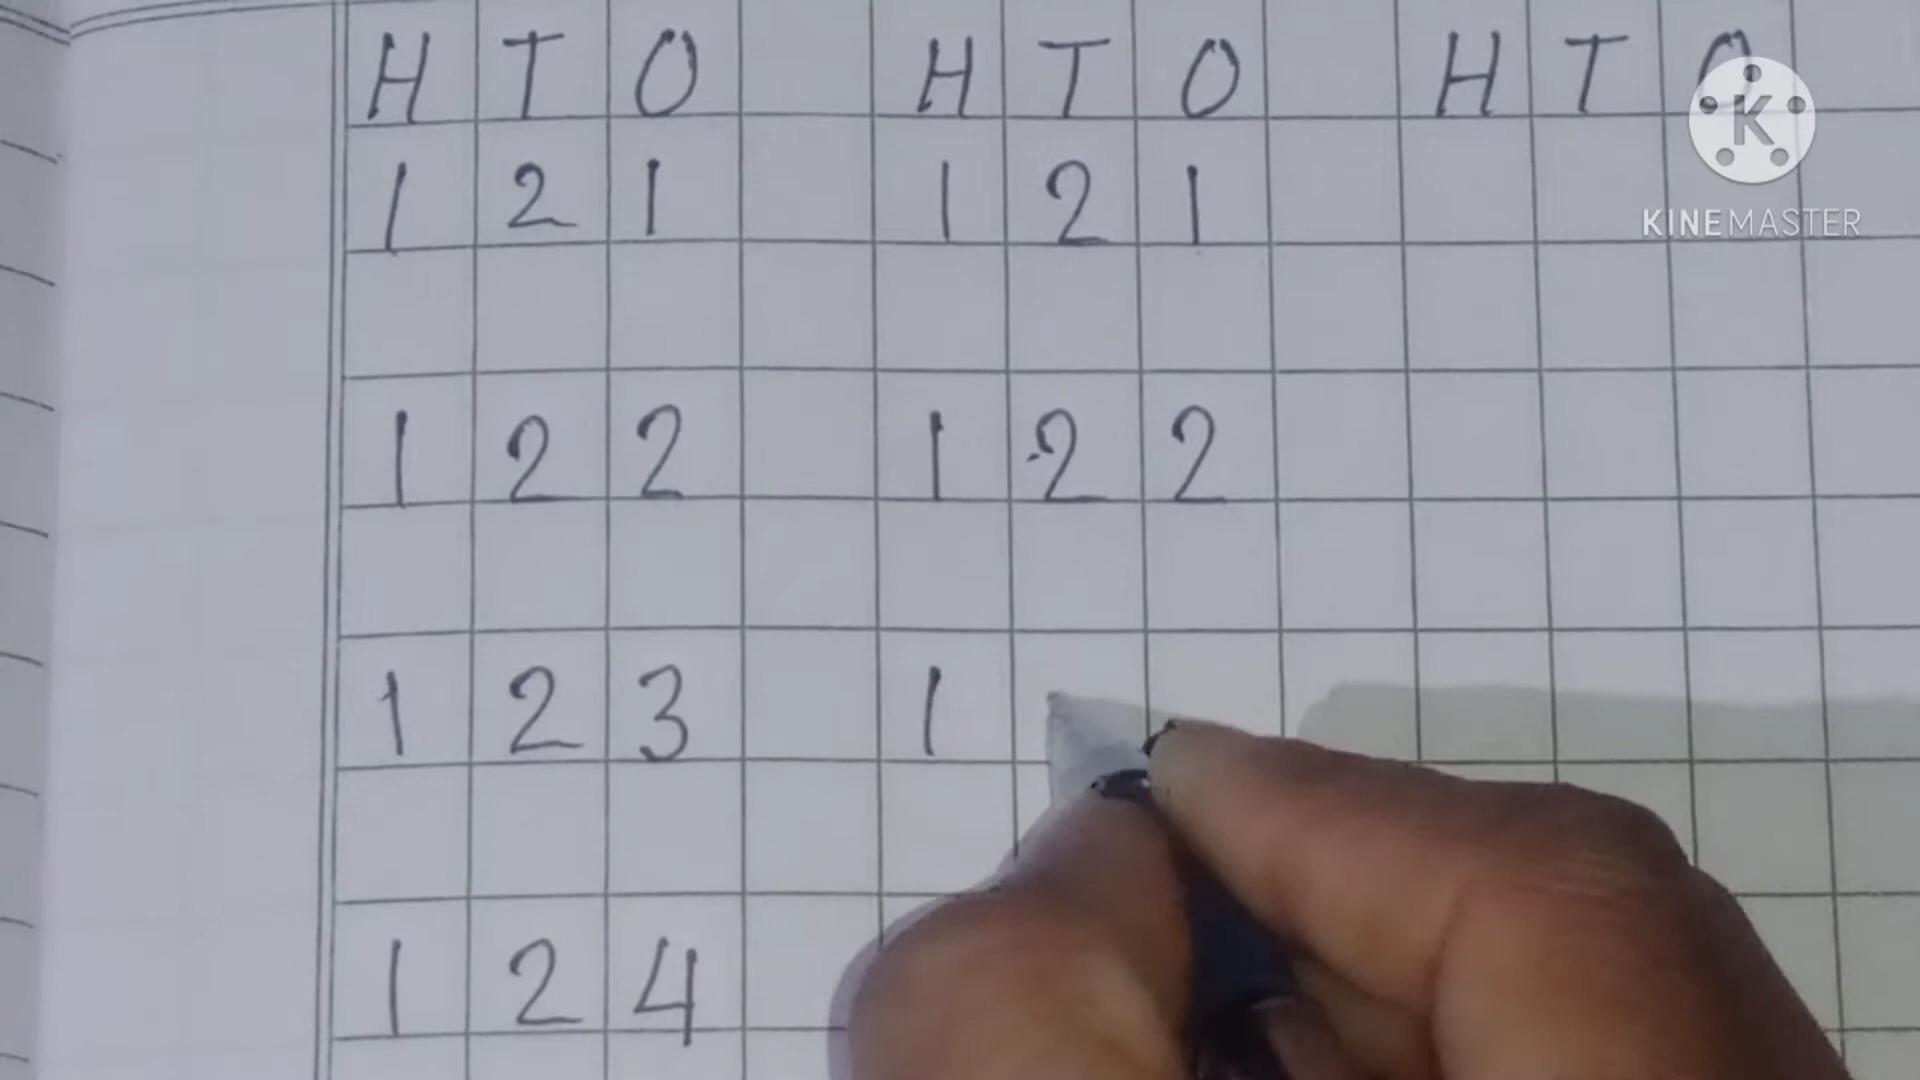 H T O H T O H T O
K
KINEMASTER
1 2 1 1 2 1
1 2 2 1 2 2
1 2 3 1
1 2 4